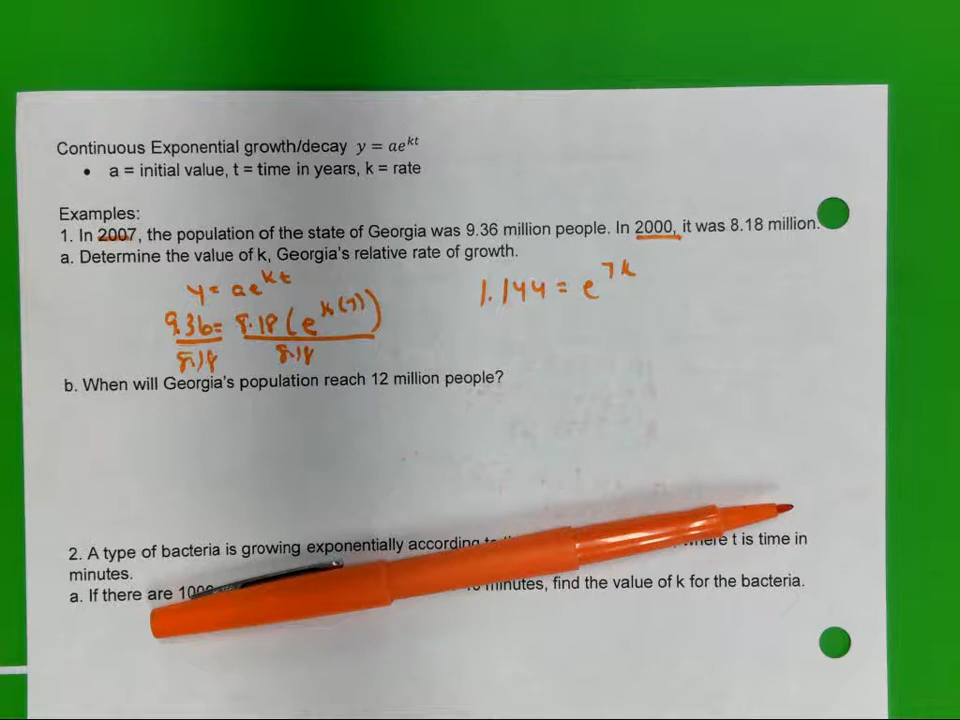 Continuous Exponential growth/decay y = ae^kt
• a = initial value, t = time in years, k = rate
Examples:
1. In 2007, the population of the state of Georgia was 9.36 million people. In 2000, it was 8.18 million.
a. Determine the value of k, Georgia's relative rate of growth.
y = ae^kt
9.36 = 8.18 (e^k(7))
8.18 8.18
1.144 = e^7k
b. When will Georgia's population reach 12 million people?
2. A type of bacteria is growing exponentially according where t is time in
minutes.
a. If there are minutes, find the value of k for the bacteria.